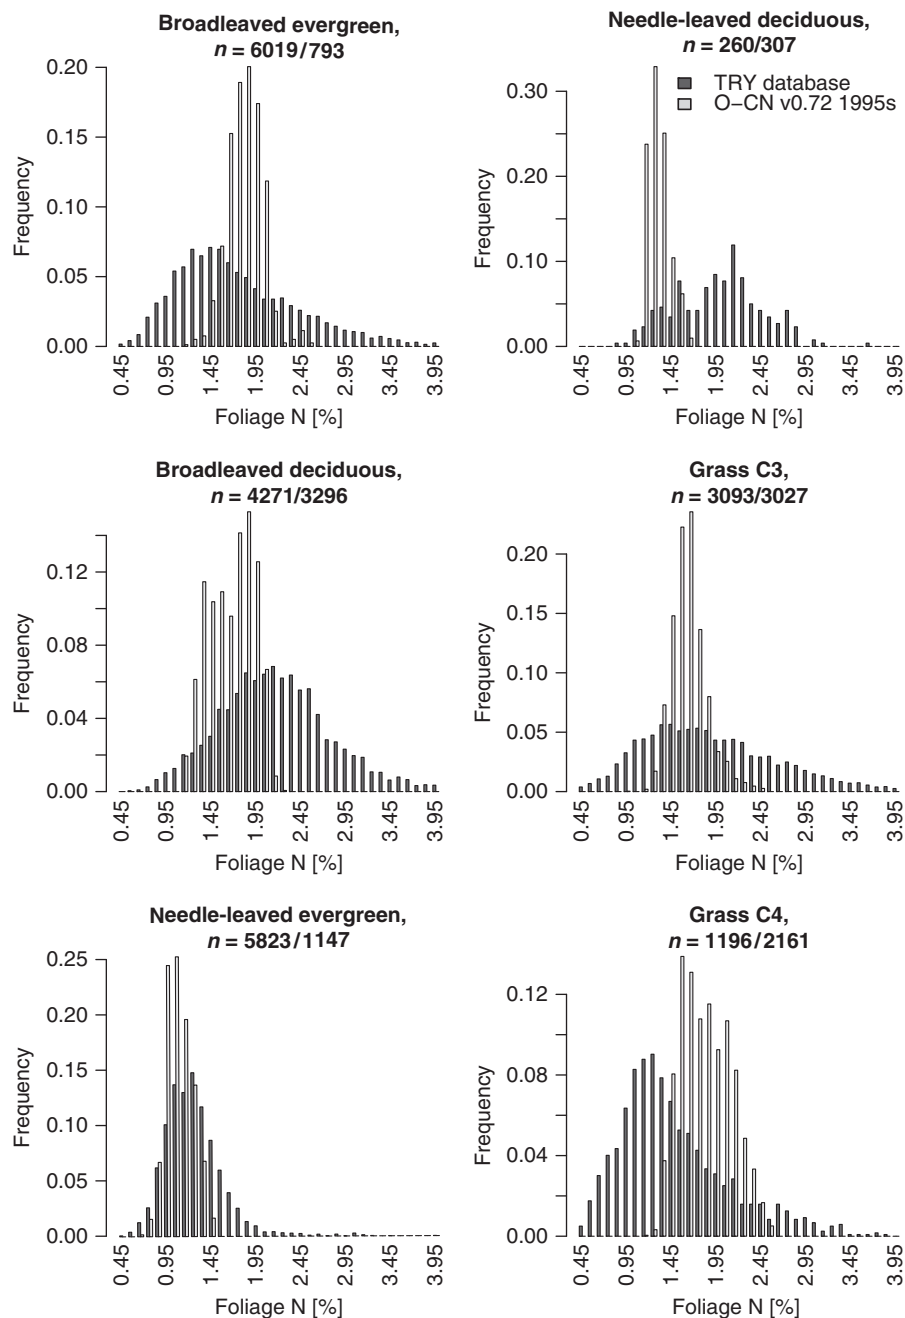 Broadleaved evergreen,
n = 6019/793
Frequency
0.20
0.15
0.10
0.05
0.00
0.45
0.95
1.45
1.95
2.45
2.95
3.45
3.95
Foliage N [%]
Needle-leaved deciduous,
n = 260/307
TRY database
O−CN v0.72 1995s
Frequency
0.30
0.20
0.10
0.00
0.45
0.95
1.45
1.95
2.45
2.95
3.45
3.95
Foliage N [%]
Broadleaved deciduous,
n = 4271/3296
Frequency
0.12
0.08
0.04
0.00
0.45
0.95
1.45
1.95
2.45
2.95
3.45
3.95
Foliage N [%]
Grass C3,
n = 3093/3027
Frequency
0.20
0.15
0.10
0.05
0.00
0.45
0.95
1.45
1.95
2.45
2.95
3.45
3.95
Foliage N [%]
Needle-leaved evergreen,
n = 5823/1147
Frequency
0.25
0.20
0.15
0.10
0.05
0.00
0.45
0.95
1.45
1.95
2.45
2.95
3.45
3.95
Foliage N [%]
Grass C4,
n = 1196/2161
Frequency
0.12
0.08
0.04
0.00
0.45
0.95
1.45
1.95
2.45
2.95
3.45
3.95
Foliage N [%]